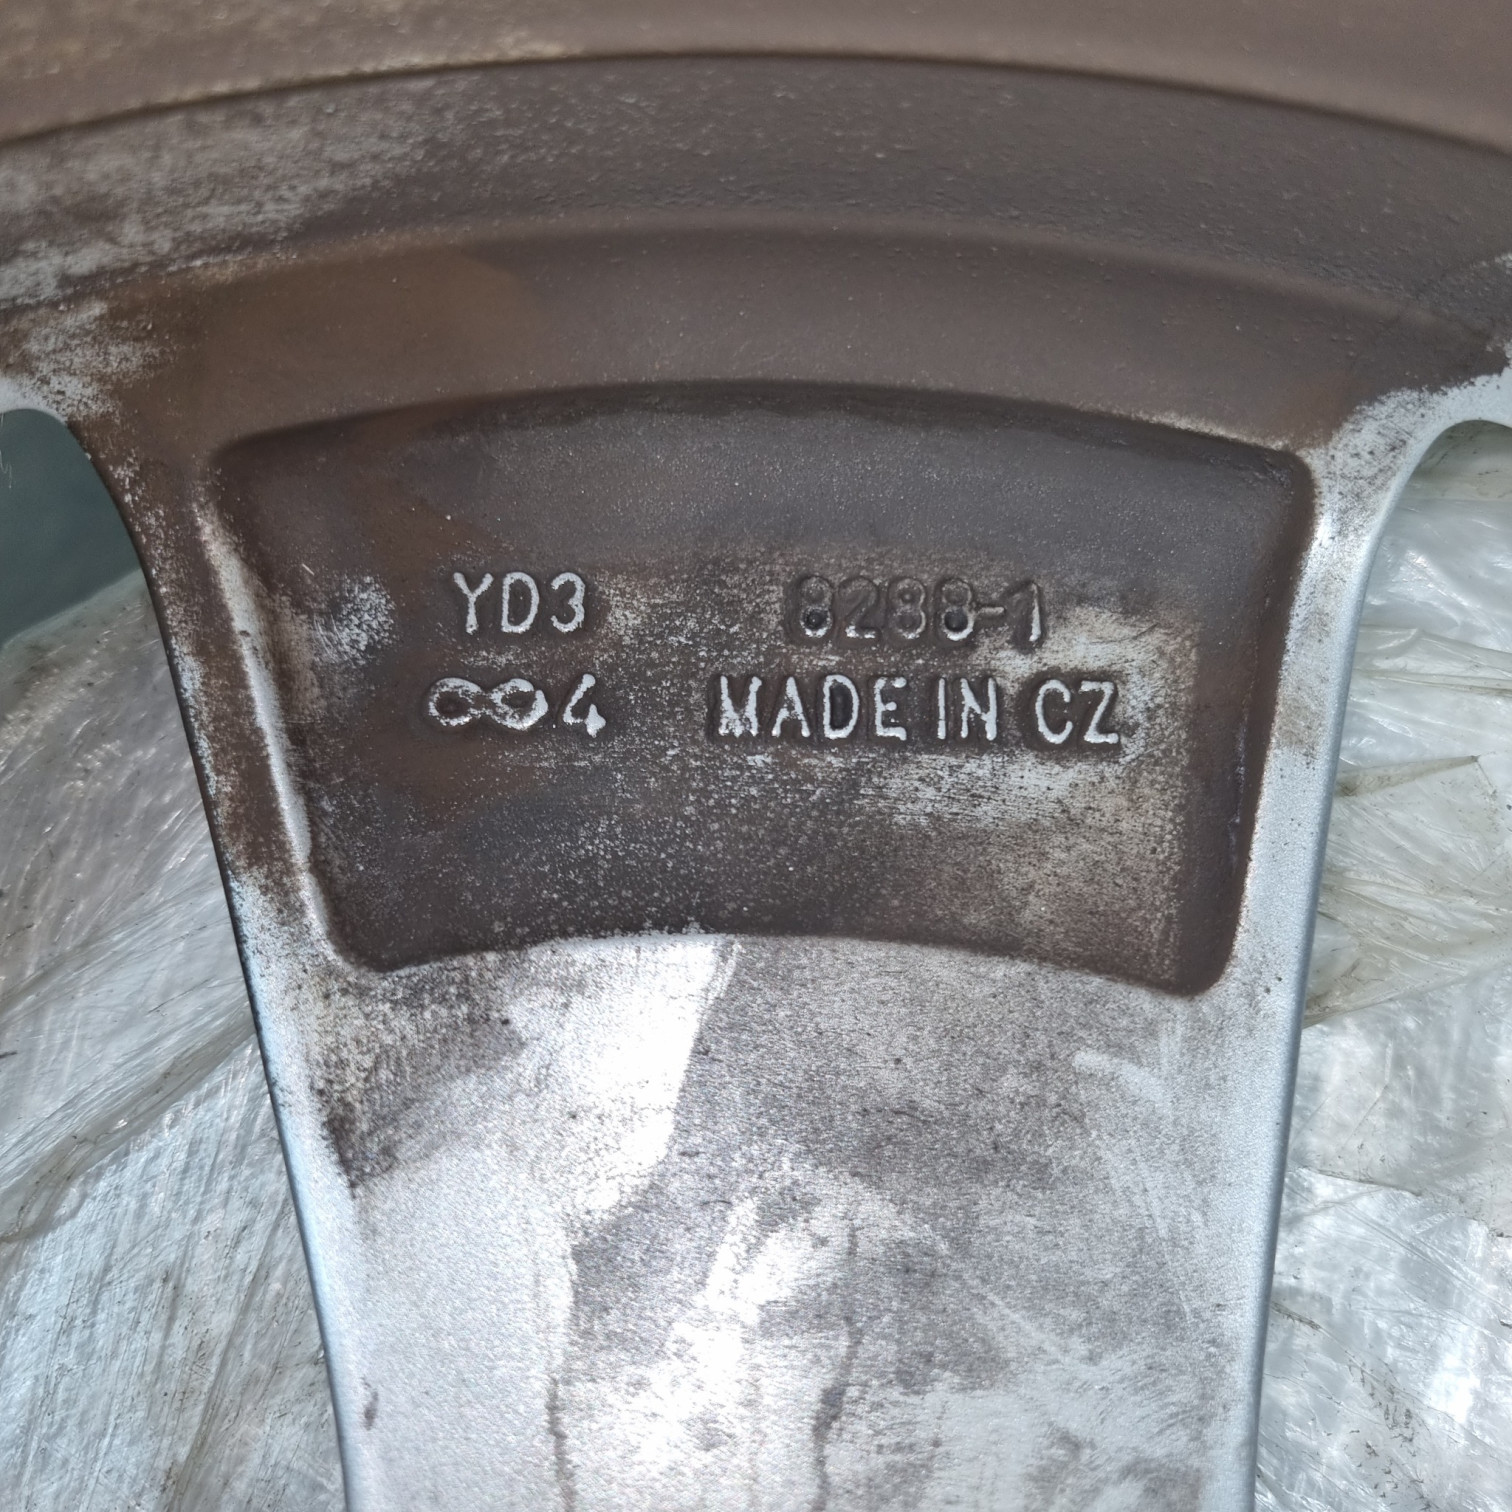 YD3 8288-1
∞4 MADE IN CZ